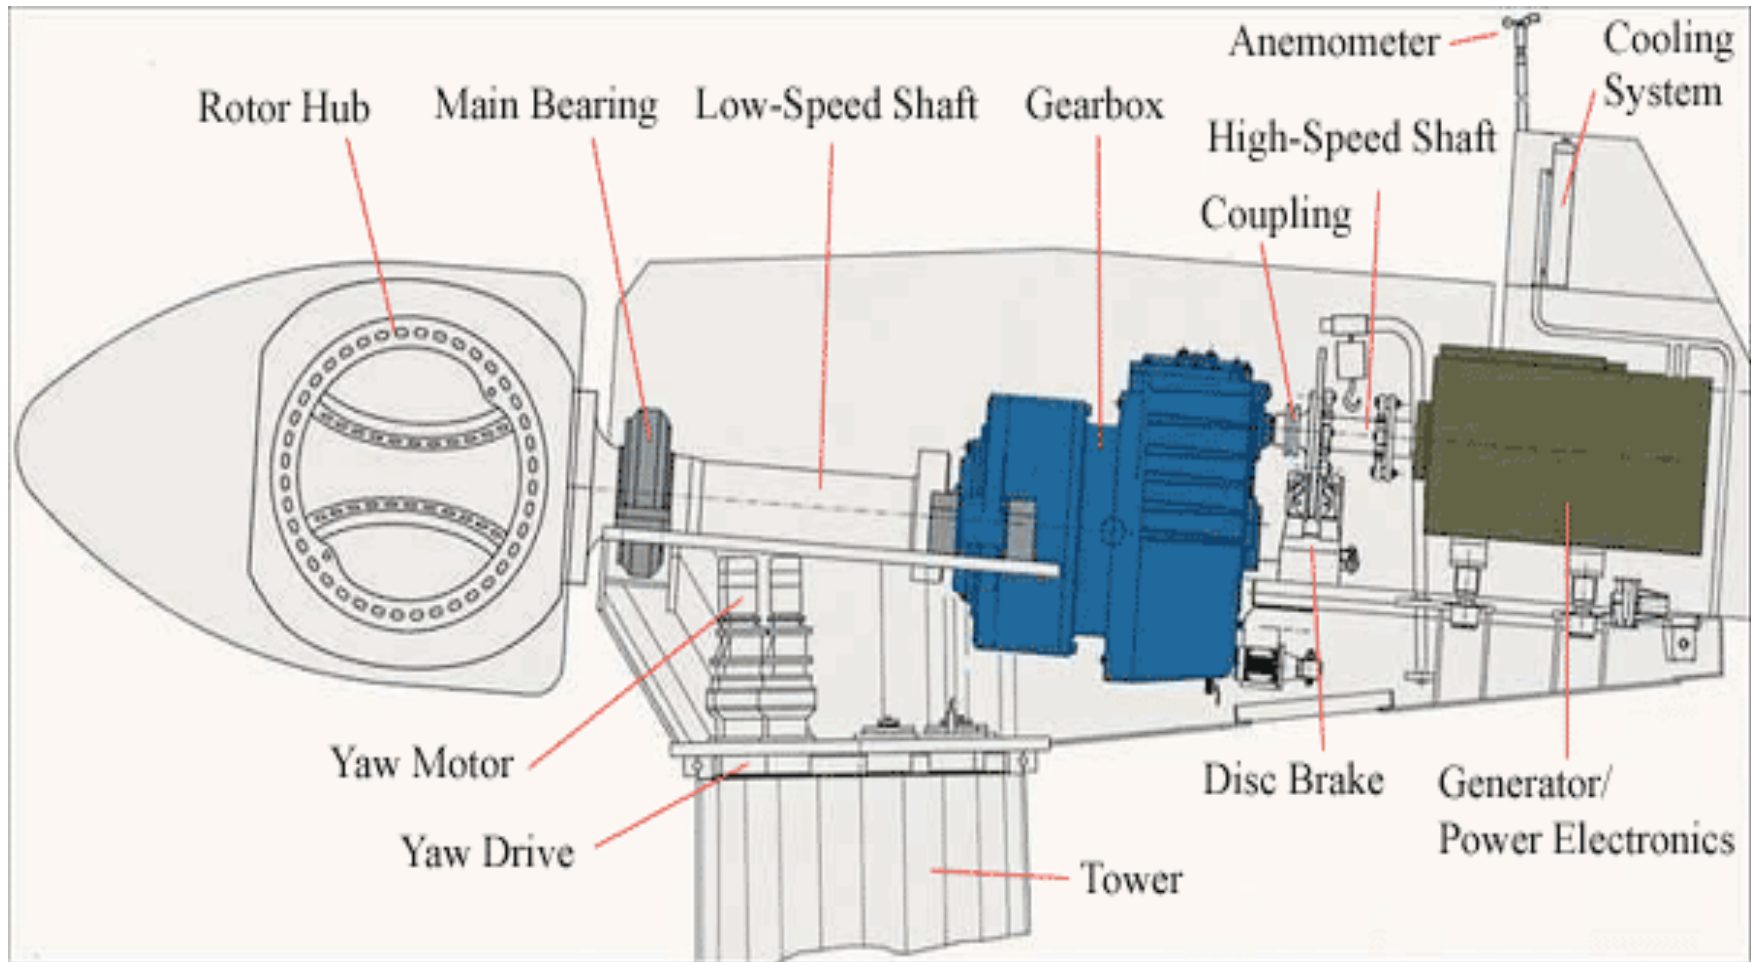 Anemometer
Cooling
System
Rotor Hub
Main Bearing
Low-Speed Shaft
Gearbox
High-Speed Shaft
Coupling
Yaw Motor
Yaw Drive
Tower
Disc Brake
Generator/
Power Electronics